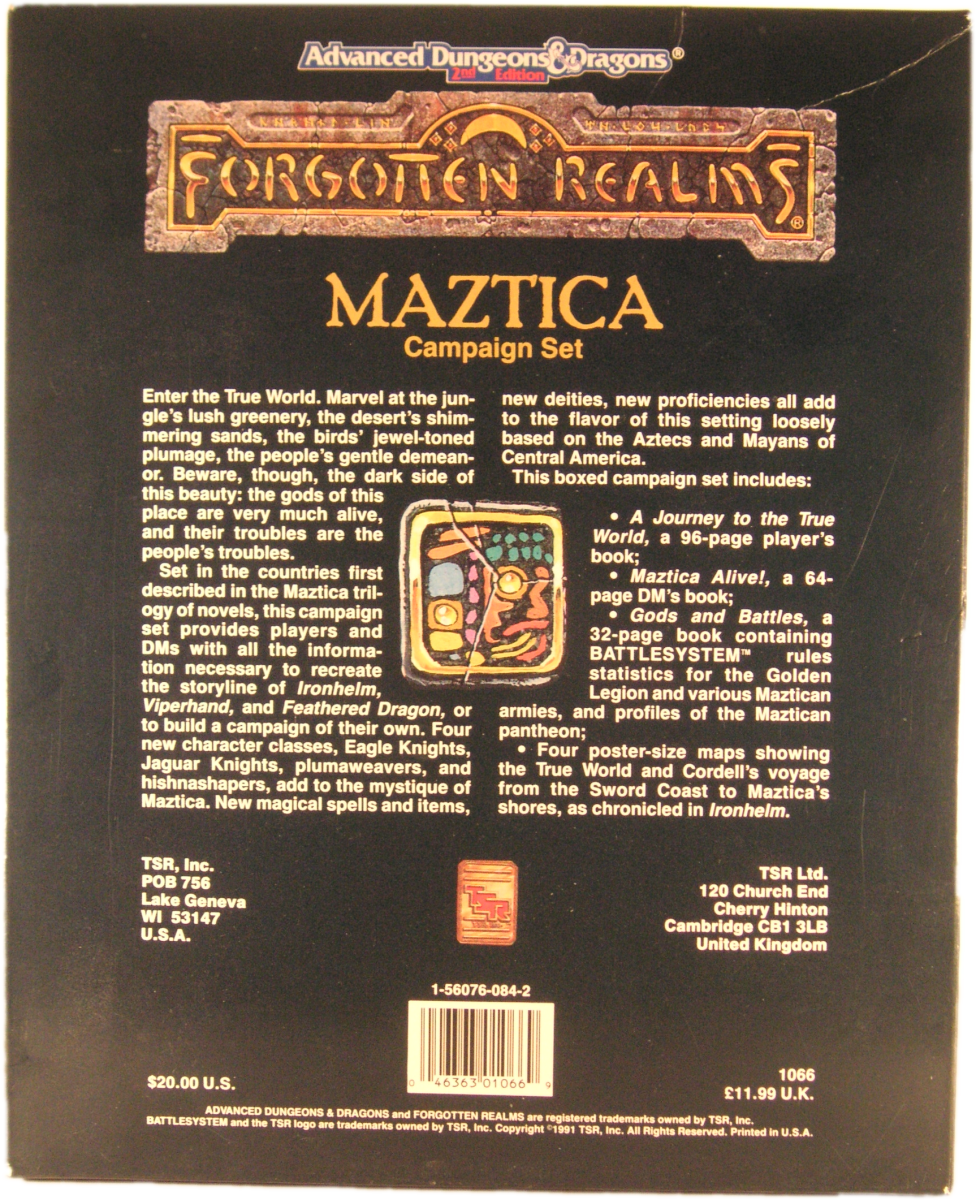 Advanced Dungeons & Dragons®
2nd Edition
FORGOTTEN REALMS®
MAZTICA
Campaign Set
Enter the True World. Marvel at the jun-
gle's lush greenery, the desert's shim-
mering sands, the birds' jewel-toned
plumage, the people's gentle demean-
or. Beware, though, the dark side of
this beauty: the gods of this
place are very much alive,
and their troubles are the
people's troubles.
Set in the countries first
described in the Maztica tril-
ogy of novels, this campaign
set provides players and
DMs with all the informa-
tion necessary to recreate
the storyline of Ironhelm,
Viperhand, and Feathered Dragon, or
to build a campaign of their own. Four
new character classes, Eagle Knights,
Jaguar Knights, plumaweavers, and
hishnashapers, add to the mystique of
Maztica. New magical spells and items,
new deities, new proficiencies all add
to the flavor of this setting loosely
based on the Aztecs and Mayans of
Central America.
This boxed campaign set includes:
• A Journey to the True
World, a 96-page player's
book;
• Maztica Alive!, a 64-
page DM's book;
• Gods and Battles, a
32-page book containing
BATTLESYSTEM™ rules
statistics for the Golden
Legion and various Maztican
armies, and profiles of the Maztican
pantheon;
• Four poster-size maps showing
the True World and Cordell's voyage
from the Sword Coast to Maztica's
shores, as chronicled in Ironhelm.
TSR, Inc.
POB 756
Lake Geneva
WI 53147
U.S.A.
TSR
TSR Ltd.
120 Church End
Cherry Hinton
Cambridge CB1 3LB
United Kingdom
1-56076-084-2
0 46363 01066 9
$20.00 U.S.
1066
£11.99 U.K.
ADVANCED DUNGEONS & DRAGONS and FORGOTTEN REALMS are registered trademarks owned by TSR, Inc.
BATTLESYSTEM and the TSR logo are trademarks owned by TSR, Inc. Copyright ©1991 TSR, Inc. All Rights Reserved. Printed in U.S.A.